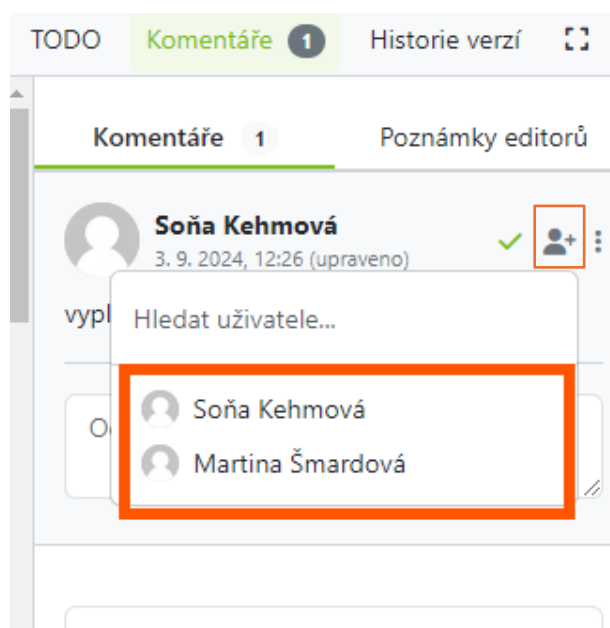 TODO Komentáře 1 Historie verzí
Komentáře 1 Poznámky editorů
Soňa Kehmová
3. 9. 2024, 12:26 (upraveno)
Hledat uživatele...
Soňa Kehmová
Martina Šmardová